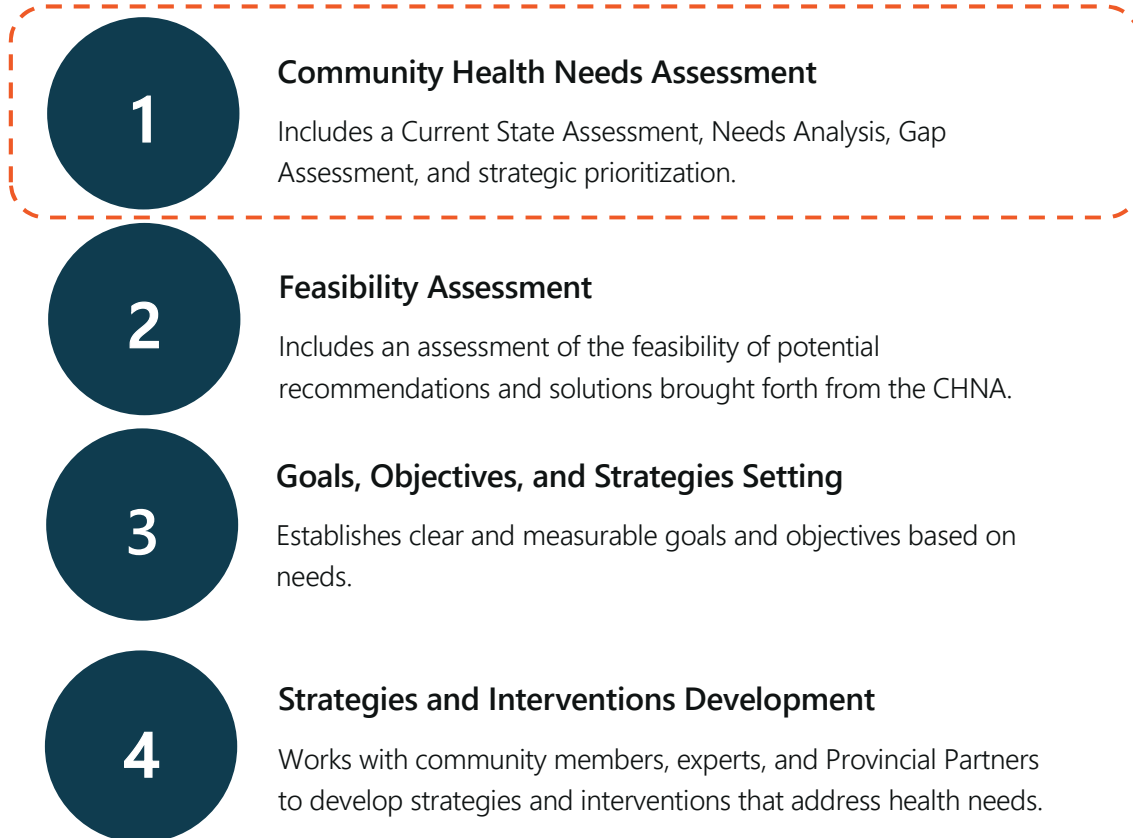 1
Community Health Needs Assessment
Includes a Current State Assessment, Needs Analysis, Gap
Assessment, and strategic prioritization.
2
Feasibility Assessment
Includes an assessment of the feasibility of potential
recommendations and solutions brought forth from the CHNA.
3
Goals, Objectives, and Strategies Setting
Establishes clear and measurable goals and objectives based on
needs.
4
Strategies and Interventions Development
Works with community members, experts, and Provincial Partners
to develop strategies and interventions that address health needs.